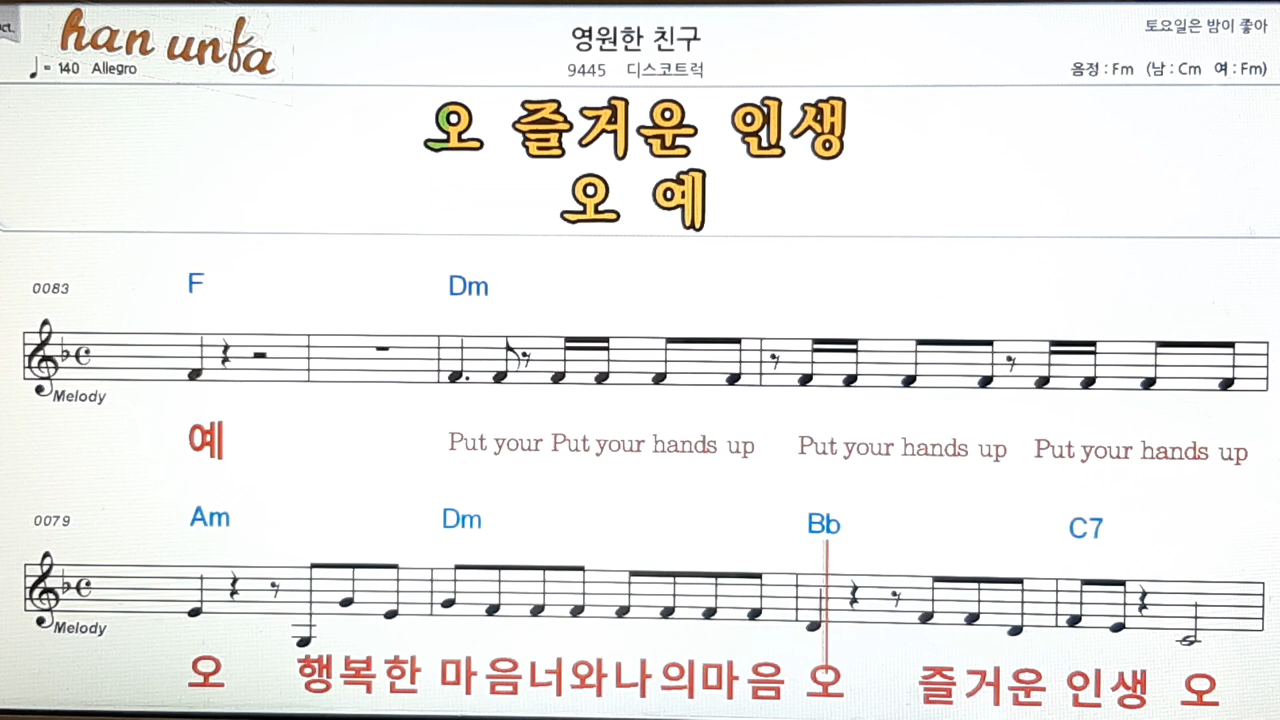 ct.
han unfa
영원한 친구
토요일은 밤이 좋아
♩= 140 Allegro
9445 디스코트럭
음정 : Fm (남 : Cm 여 : Fm)
오 즐거운 인생
오 예
0083
F Dm
Melody
예 Put your Put your hands up Put your hands up Put your hands up
0079
Am Dm Bb C7
Melody
오 행복한 마음너와나의마음 오 즐거운 인생 오